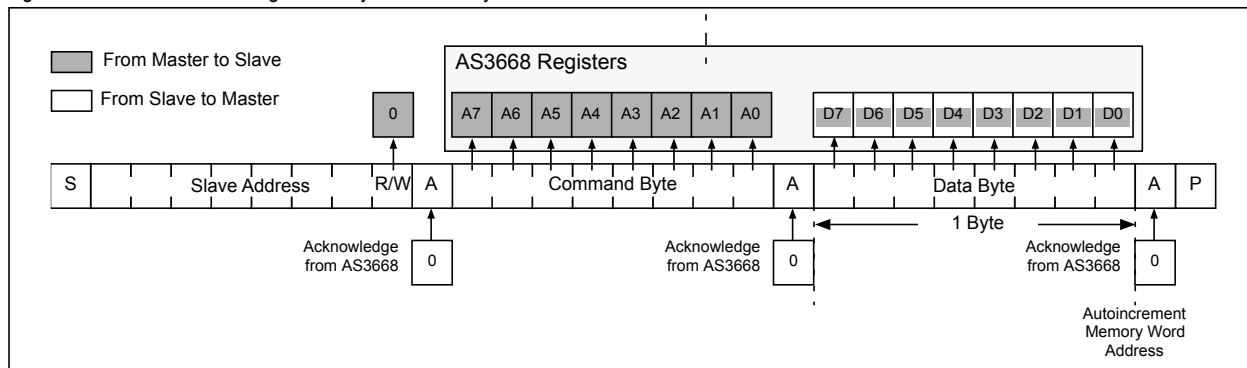 From Master to Slave
From Slave to Master
AS3668 Registers
0
A7 A6 A5 A4 A3 A2 A1 A0
D7 D6 D5 D4 D3 D2 D1 D0
S Slave Address R/W A Command Byte A Data Byte A P
1 Byte
Acknowledge
from AS3668
0
Acknowledge
from AS3668
0
Acknowledge
from AS3668
0
Autoincrement
Memory Word
Address